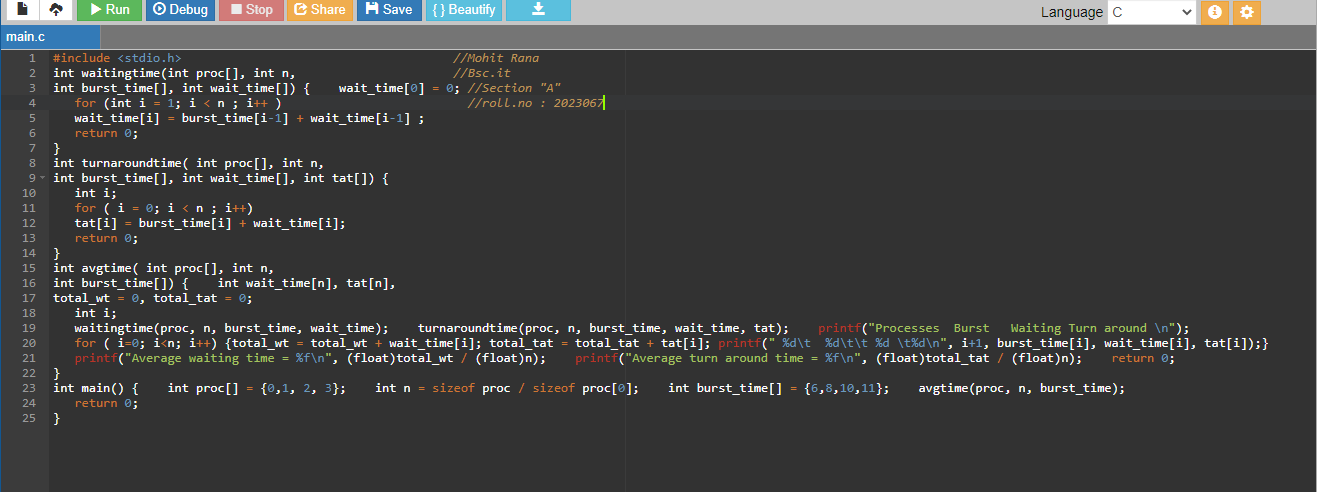 Run Debug Stop Share Save { } Beautify Language C
main.c
1 #include <stdio.h> //Mohit Rana
2 int waitingtime(int proc[], int n, //Bsc.it
3 int burst_time[], int wait_time[]) { wait_time[0] = 0; //Section "A"
4 for (int i = 1; i < n ; i++ ) //roll.no : 2023067
5 wait_time[i] = burst_time[i-1] + wait_time[i-1] ;
6 return 0;
7 }
8 int turnaroundtime( int proc[], int n,
9 int burst_time[], int wait_time[], int tat[]) {
10 int i;
11 for ( i = 0; i < n ; i++)
12 tat[i] = burst_time[i] + wait_time[i];
13 return 0;
14 }
15 int avgtime( int proc[], int n,
16 int burst_time[]) { int wait_time[n], tat[n],
17 total_wt = 0, total_tat = 0;
18 int i;
19 waitingtime(proc, n, burst_time, wait_time); turnaroundtime(proc, n, burst_time, wait_time, tat); printf("Processes Burst Waiting Turn around \n");
20 for ( i=0; i<n; i++) {total_wt = total_wt + wait_time[i]; total_tat = total_tat + tat[i]; printf(" %d\t %d\t\t %d \t%d\n", i+1, burst_time[i], wait_time[i], tat[i]);}
21 printf("Average waiting time = %f\n", (float)total_wt / (float)n); printf("Average turn around time = %f\n", (float)total_tat / (float)n); return 0;
22 }
23 int main() { int proc[] = {0,1, 2, 3}; int n = sizeof proc / sizeof proc[0]; int burst_time[] = {6,8,10,11}; avgtime(proc, n, burst_time);
24 return 0;
25 }